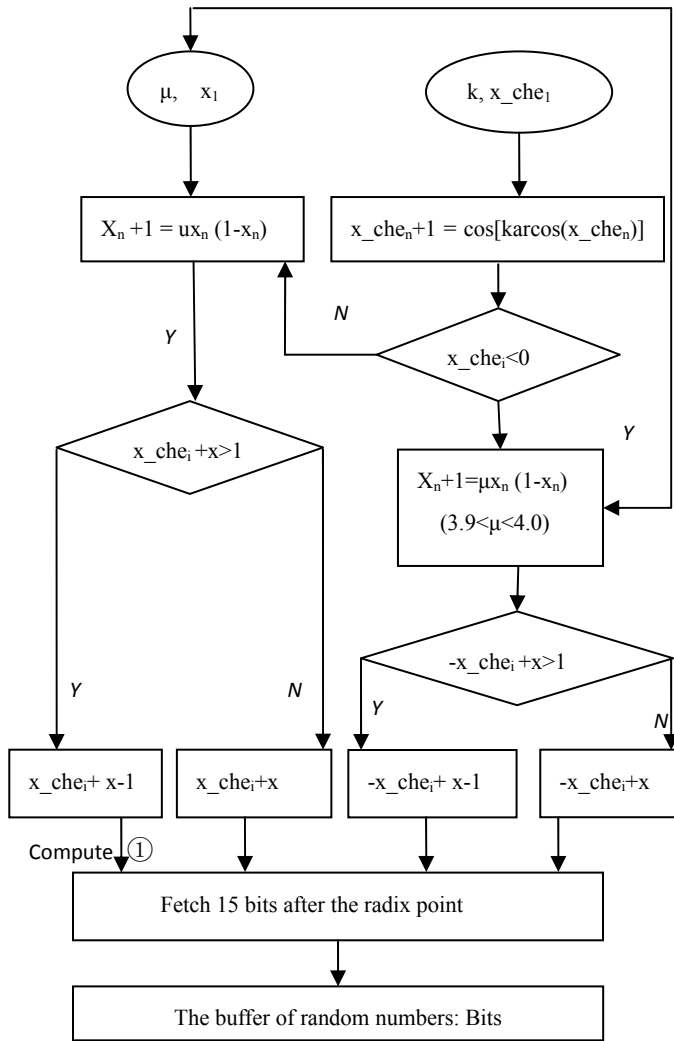 μ, x₁
k, x_che₁
Xₙ +1 = uxₙ (1-xₙ)
x_cheₙ+1 = cos[karcos(x_cheₙ)]
N
Y
x_cheᵢ<0
Y
x_cheᵢ +x>1
Xₙ+1=μxₙ (1-xₙ)
(3.9<μ<4.0)
-x_cheᵢ +x>1
Y
N
Y
N
x_cheᵢ+ x-1
x_cheᵢ+x
-x_cheᵢ+ x-1
-x_cheᵢ+x
Compute ①
Fetch 15 bits after the radix point
The buffer of random numbers: Bits